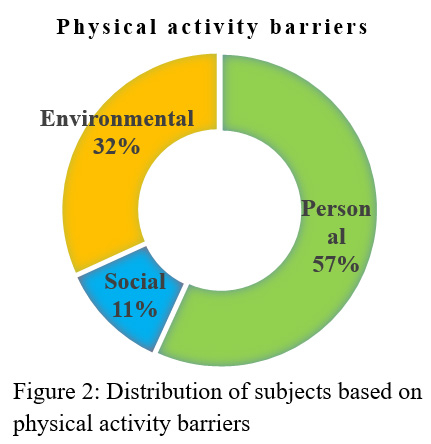 Physical activity barriers
Environmental
32%
Person
al
57%
Social
11%
Figure 2: Distribution of subjects based on
physical activity barriers